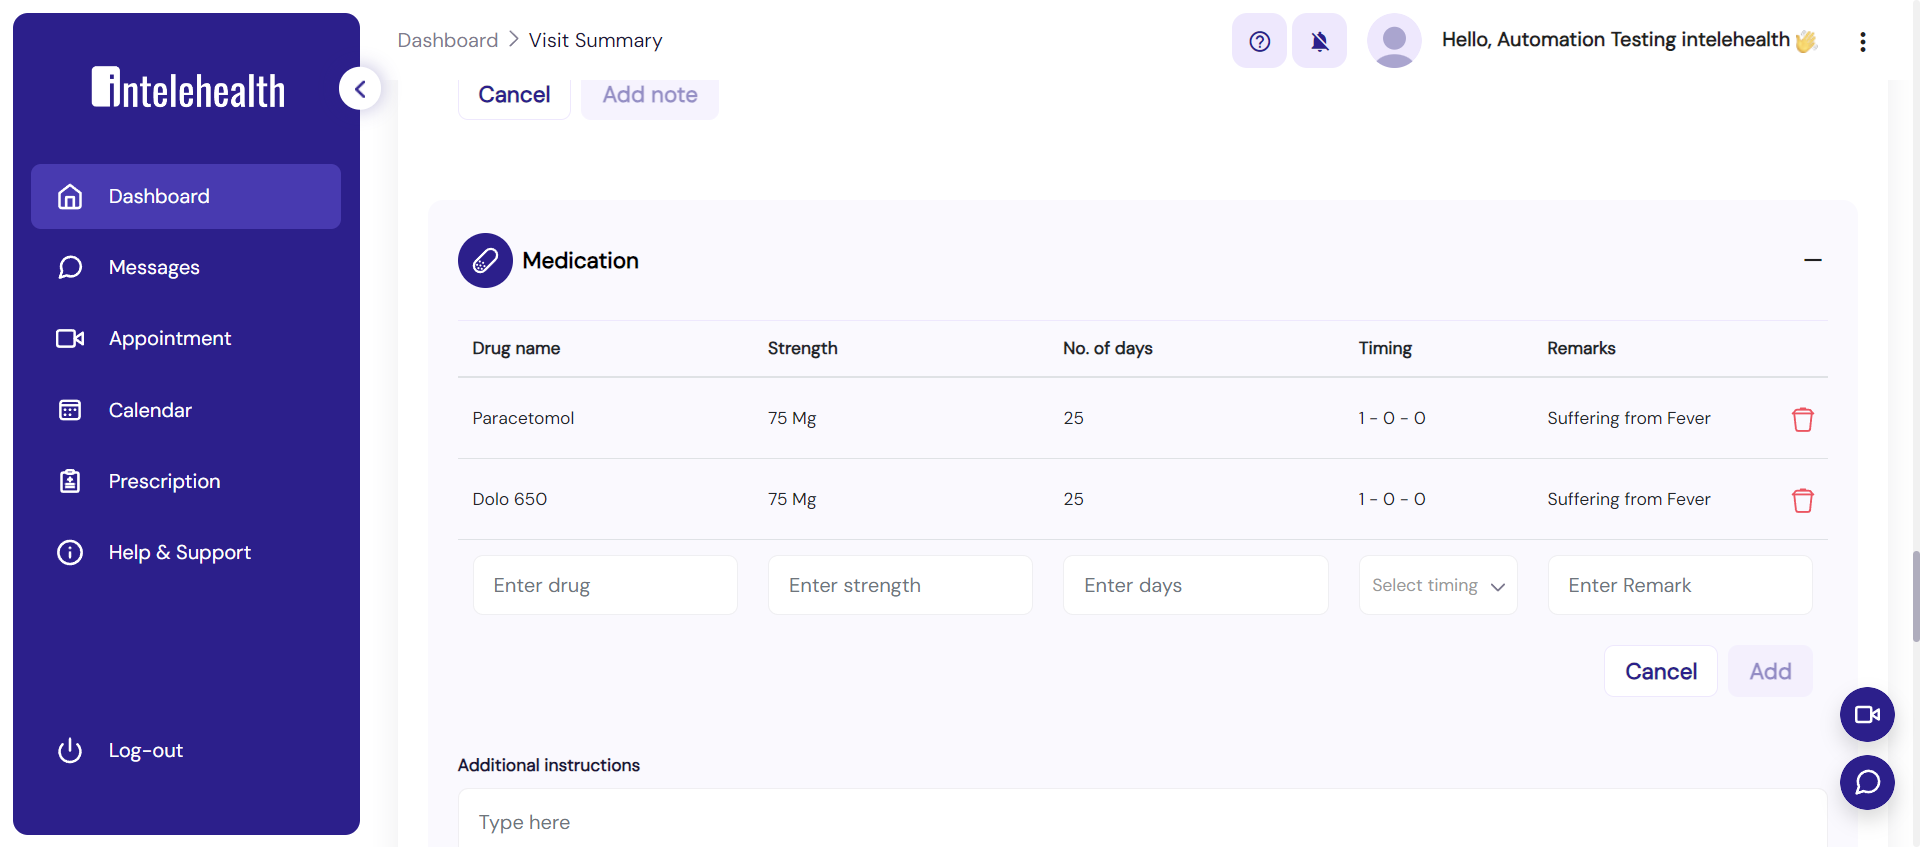 intelehealth
Dashboard
Messages
Appointment
Calendar
Prescription
Help & Support
Log-out
Dashboard > Visit Summary
Hello, Automation Testing intelehealth 👋
Cancel Add note
Medication
Drug name Strength No. of days Timing Remarks
Paracetomol 75 Mg 25 1 - 0 - 0 Suffering from Fever
Dolo 650 75 Mg 25 1 - 0 - 0 Suffering from Fever
Enter drug Enter strength Enter days Select timing Enter Remark
Cancel Add
Additional instructions
Type here